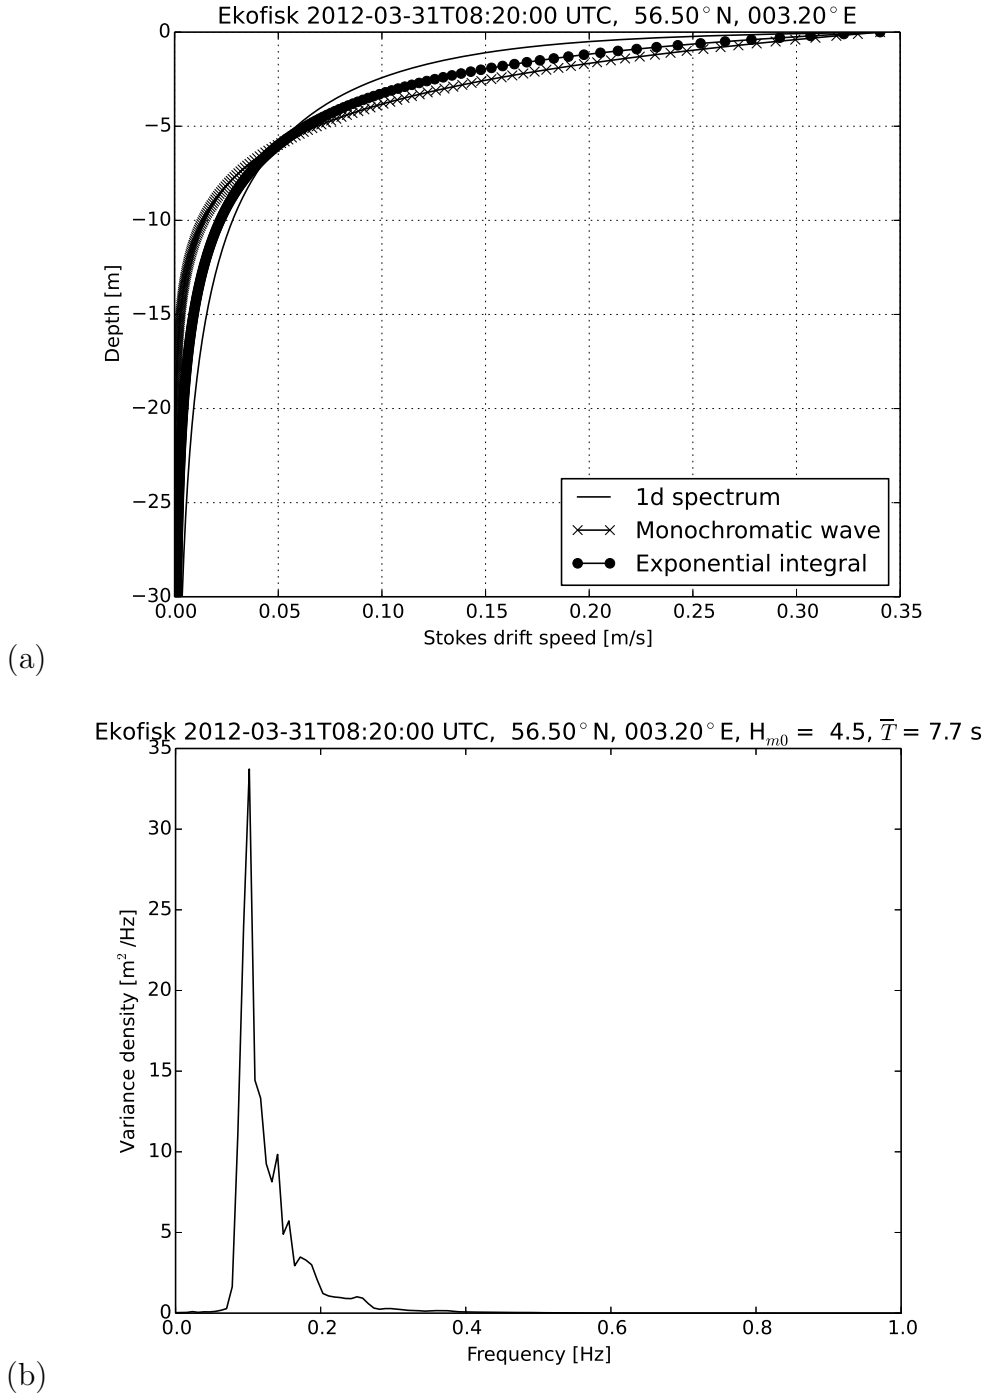 Ekofisk 2012-03-31T08:20:00 UTC, 56.50°N, 003.20°E
0
−5
−10
−15
−20
−25
−30
Depth [m]
1d spectrum
Monochromatic wave
Exponential integral
0.00 0.05 0.10 0.15 0.20 0.25 0.30 0.35
Stokes drift speed [m/s]
(a)
Ekofisk 2012-03-31T08:20:00 UTC, 56.50°N, 003.20°E, H_{m0} = 4.5, T̅ = 7.7 s
35
30
25
20
15
10
5
0
Variance density [m²/Hz]
0.0 0.2 0.4 0.6 0.8 1.0
Frequency [Hz]
(b)